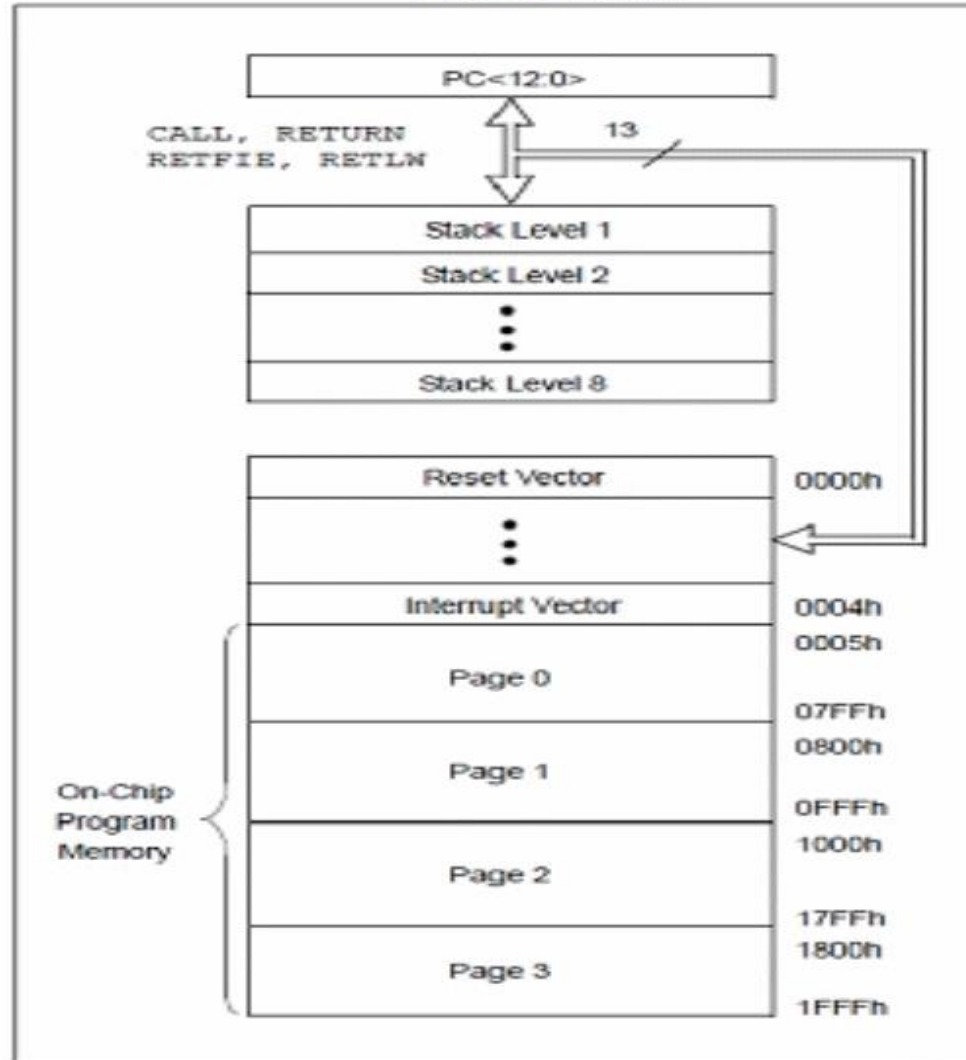 PC<12:0>
CALL, RETURN
RETFIE, RETLW
13
Stack Level 1
Stack Level 2
Stack Level 8
Reset Vector
0000h
Interrupt Vector
0004h
0005h
Page 0
07FFh
0800h
Page 1
0FFFh
On-Chip
Program
Memory
1000h
Page 2
17FFh
1800h
Page 3
1FFFh